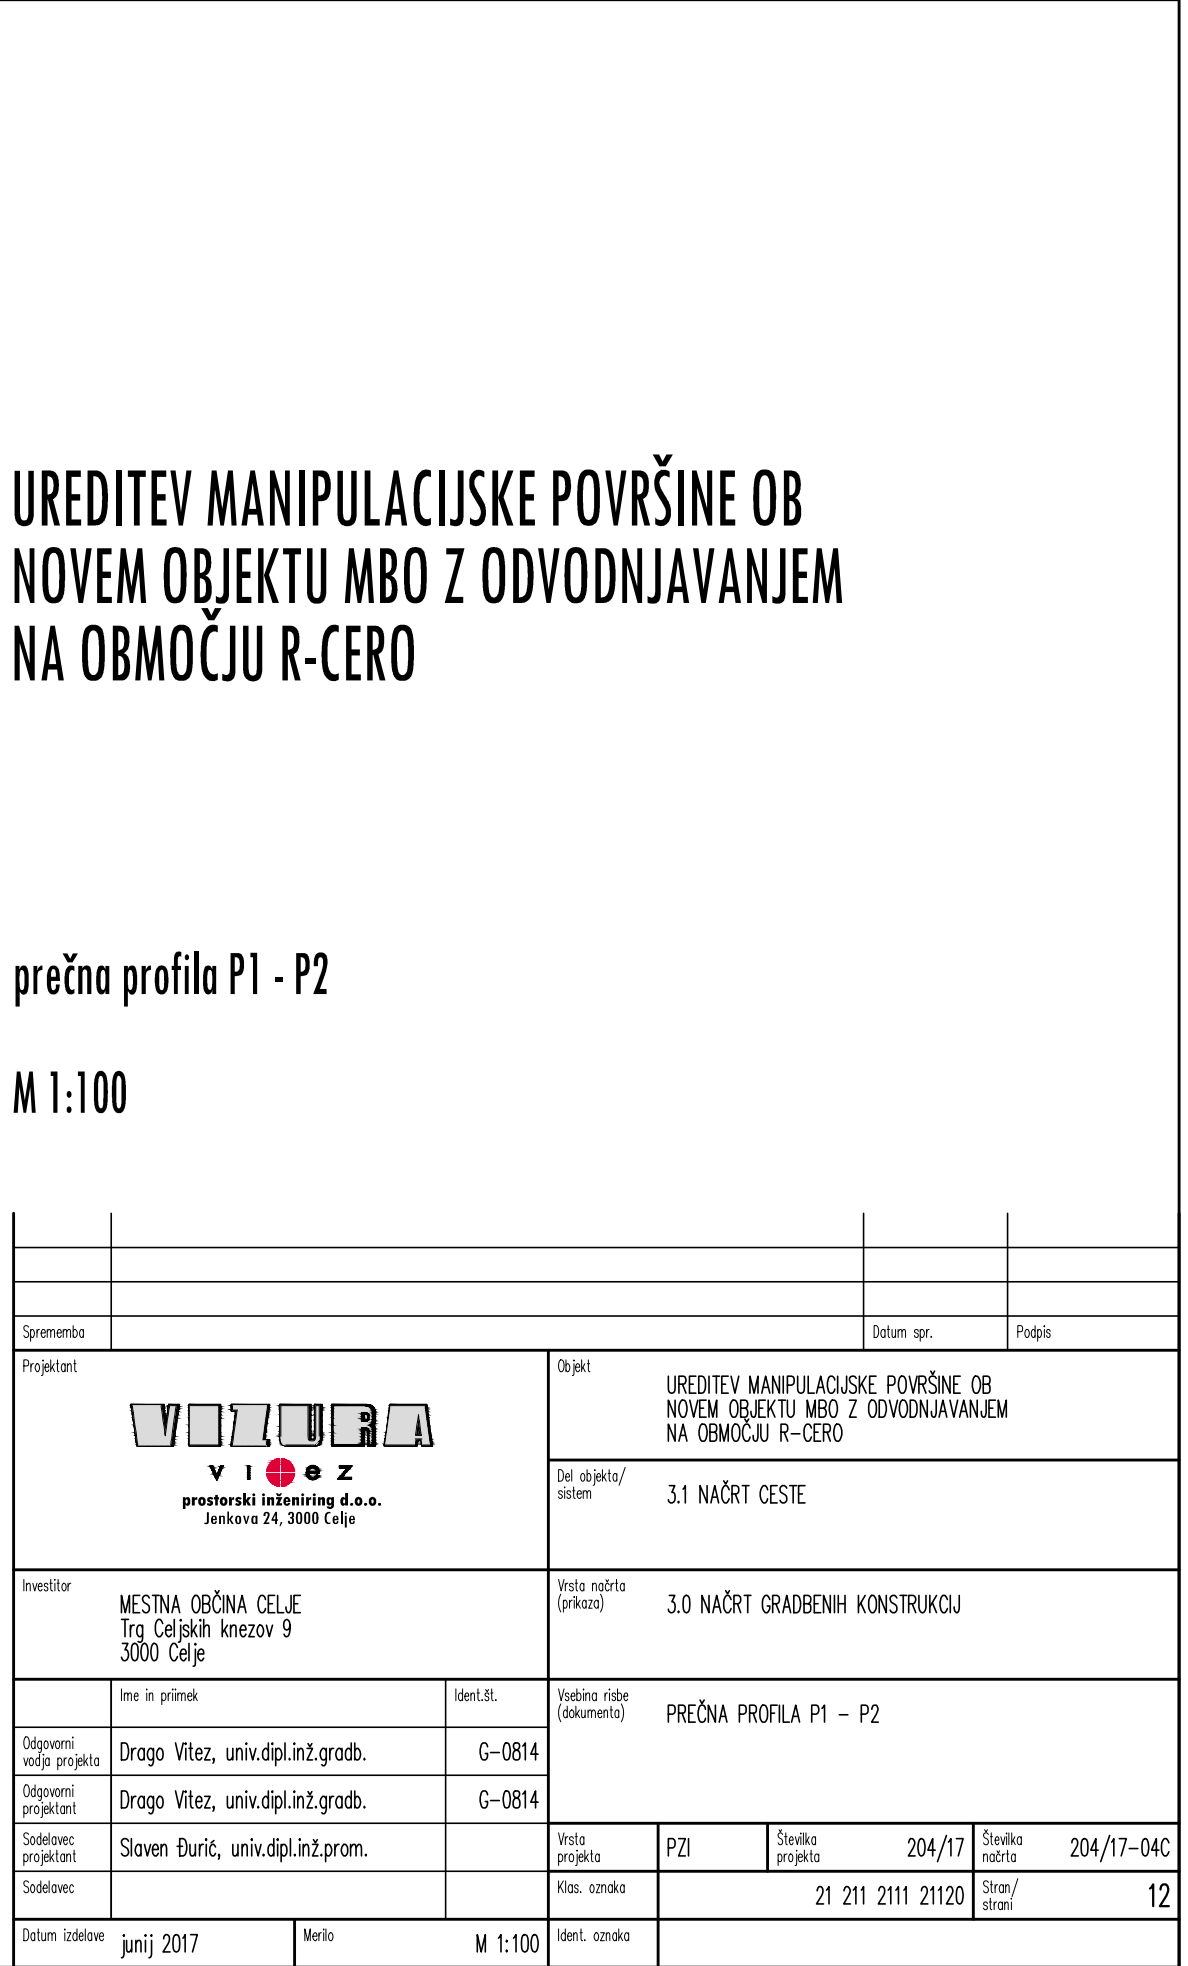 UREDITEV MANIPULACIJSKE POVRŠINE OB
NOVEM OBJEKTU MBO Z ODVODNJAVANJEM
NA OBMOČJU R-CERO
prečna profila P1 - P2
M 1:100
Sprememba
Datum spr.
Podpis
Projektant
VIZURA
vi ez
prostorski inženiring d.o.o.
Jenkova 24, 3000 Celje
Objekt
UREDITEV MANIPULACIJSKE POVRŠINE OB
NOVEM OBJEKTU MBO Z ODVODNJAVANJEM
NA OBMOČJU R-CERO
Del objekta/
sistem
3.1 NAČRT CESTE
Investitor
MESTNA OBČINA CELJE
Trg Celjskih knezov 9
3000 Celje
Vrsta načrta
(prikaza)
3.0 NAČRT GRADBENIH KONSTRUKCIJ
Ime in priimek
Ident.št.
Vsebina risbe
(dokumenta)
PREČNA PROFILA P1 - P2
Odgovorni
vodja projekta
Drago Vitez, univ.dipl.inž.gradb.
G-0814
Odgovorni
projektant
Drago Vitez, univ.dipl.inž.gradb.
G-0814
Sodelavec
projektant
Slaven Đurić, univ.dipl.inž.prom.
Vrsta
projekta
PZI
Številka
projekta
204/17
Številka
načrta
204/17-04C
Sodelavec
Klas. oznaka
21 211 2111 21120
Stran/
strani
12
Datum izdelave
junij 2017
Merilo
M 1:100
Ident. oznaka